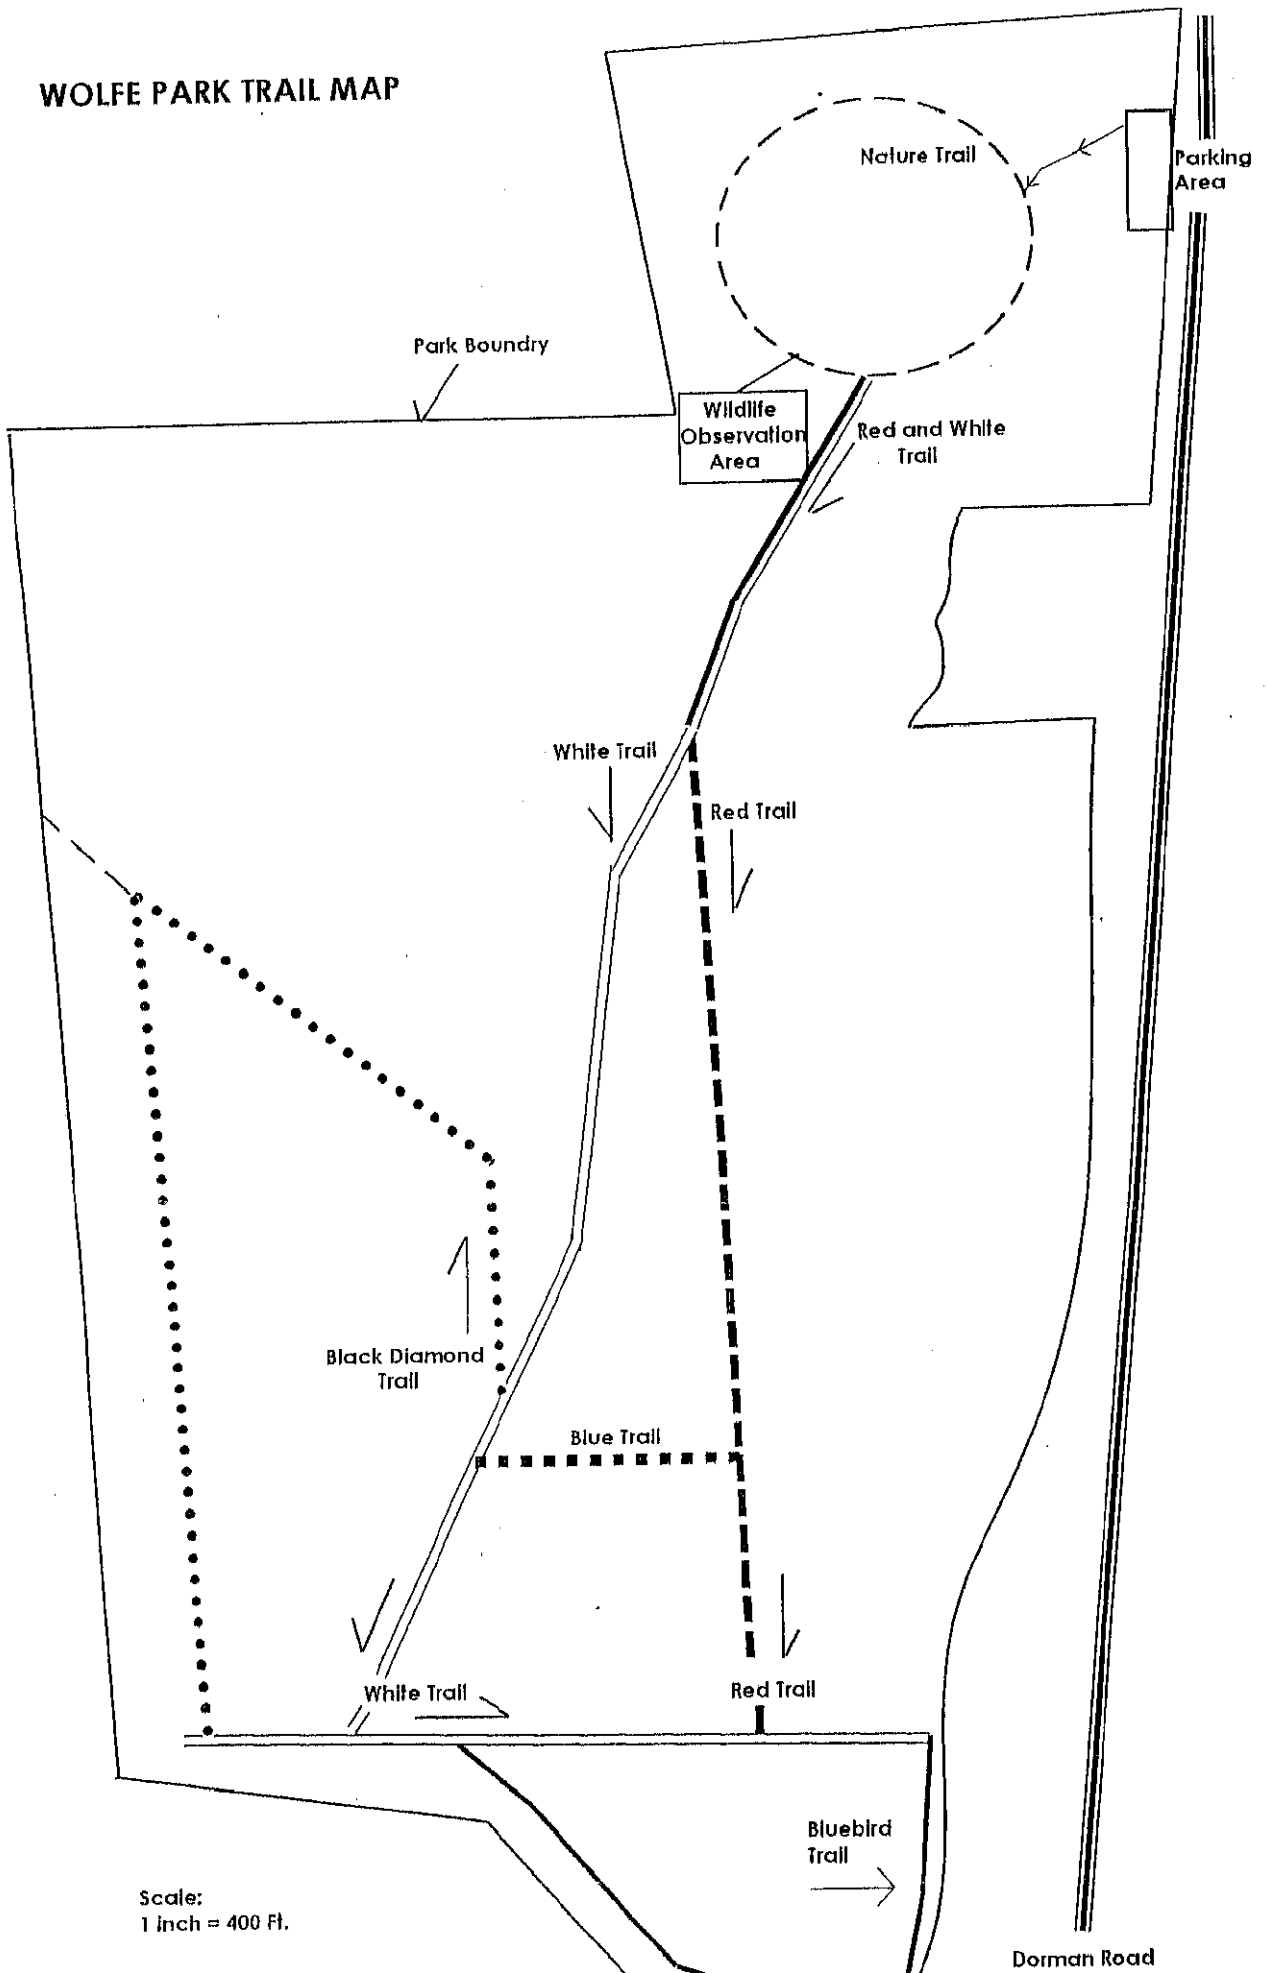 WOLFE PARK TRAIL MAP
Nature Trail
Parking
Area
Park Boundry
Wildlife
Observation
Area
Red and White
Trail
White Trail
Red Trail
Black Diamond
Trail
Blue Trail
White Trail
Red Trail
Bluebird
Trail
Scale:
1 inch = 400 Ft.
Dorman Road